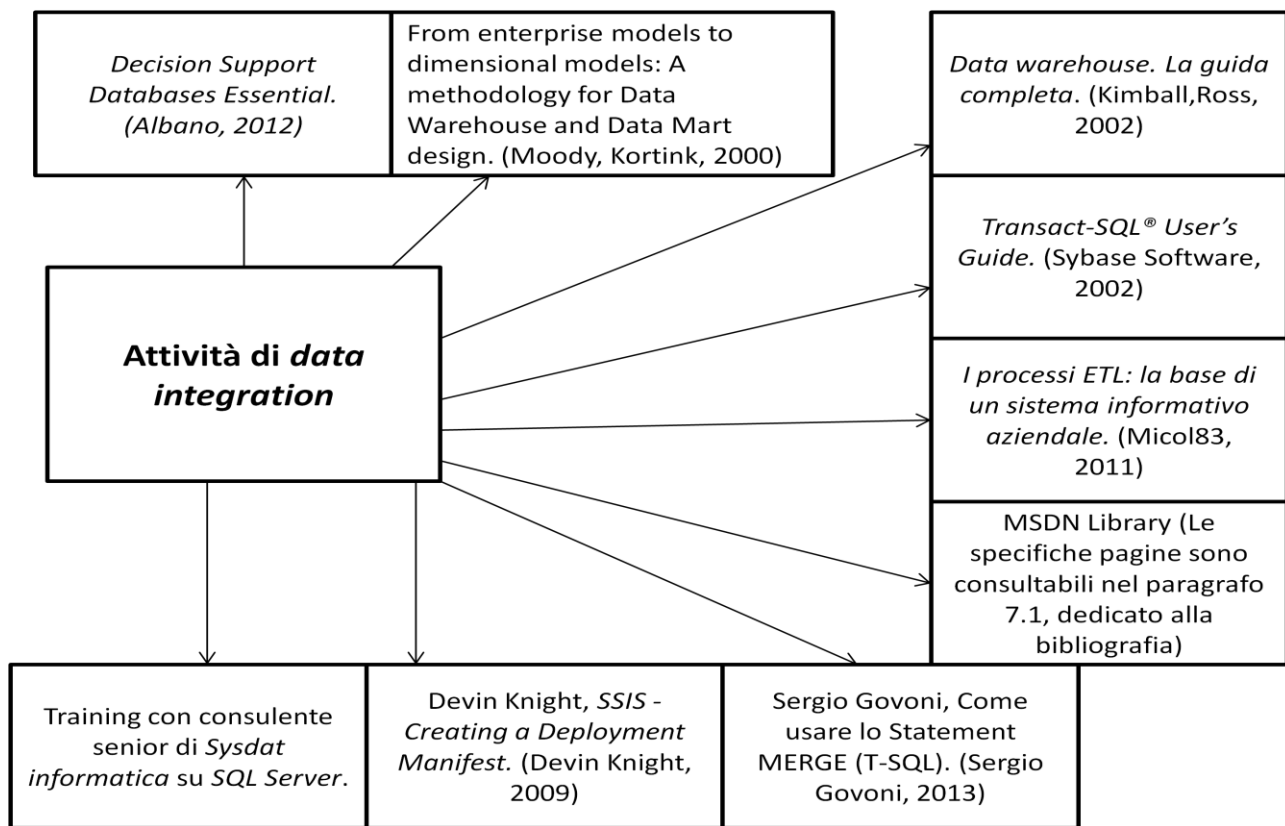 Decision Support
Databases Essential.
(Albano, 2012)
From enterprise models to
dimensional models: A
methodology for Data
Warehouse and Data Mart
design. (Moody, Kortink, 2000)
Data warehouse. La guida
completa. (Kimball,Ross,
2002)
Transact-SQL® User’s
Guide. (Sybase Software,
2002)
Attività di data
integration
I processi ETL: la base di
un sistema informativo
aziendale. (Micol83,
2011)
MSDN Library (Le
specifiche pagine sono
consultabili nel paragrafo
7.1, dedicato alla
bibliografia)
Training con consulente
senior di Sysdat
informatica su SQL Server.
Devin Knight, SSIS -
Creating a Deployment
Manifest. (Devin Knight,
2009)
Sergio Govoni, Come
usare lo Statement
MERGE (T-SQL). (Sergio
Govoni, 2013)